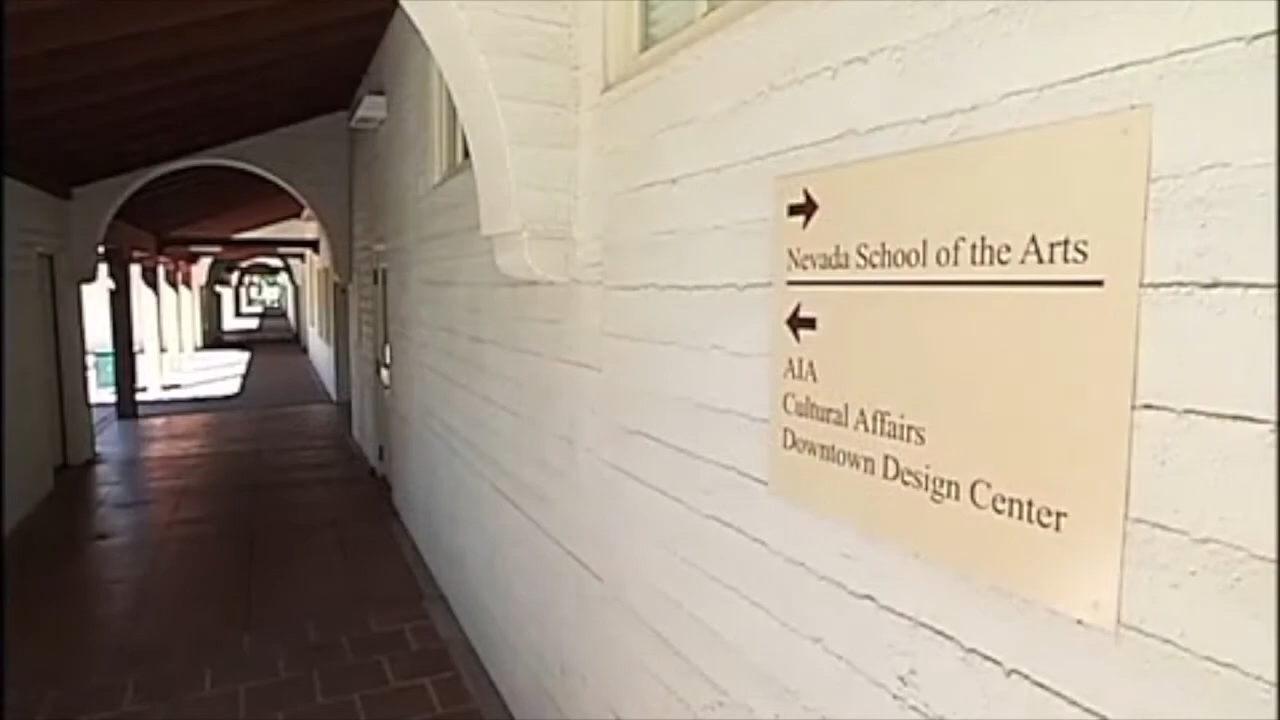 Nevada School of the Arts
AIA
Cultural Affairs
Downtown Design Center